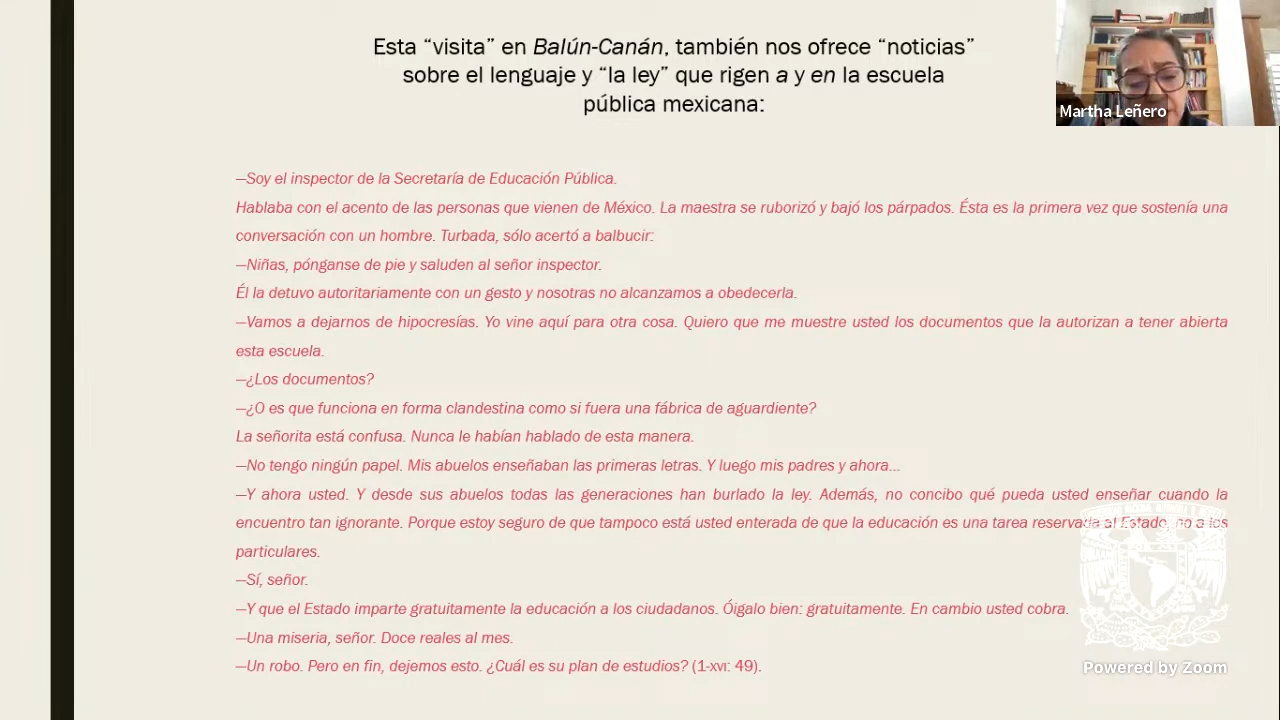 Esta “visita” en Balún-Canán, también nos ofrece “noticias”
sobre el lenguaje y “la ley” que rigen a y en la escuela
pública mexicana:
Martha Leñero
—Soy el inspector de la Secretaría de Educación Pública.
Hablaba con el acento de las personas que vienen de México. La maestra se ruborizó y bajó los párpados. Ésta es la primera vez que sostenía una
conversación con un hombre. Turbada, sólo acertó a balbucir:
—Niñas, pónganse de pie y saluden al señor inspector.
Él la detuvo autoritariamente con un gesto y nosotras no alcanzamos a obedecerla.
—Vamos a dejarnos de hipocresías. Yo vine aquí para otra cosa. Quiero que me muestre usted los documentos que la autorizan a tener abierta
esta escuela.
—¿Los documentos?
—¿O es que funciona en forma clandestina como si fuera una fábrica de aguardiente?
La señorita está confusa. Nunca le habían hablado de esta manera.
—No tengo ningún papel. Mis abuelos enseñaban las primeras letras. Y luego mis padres y ahora...
—Y ahora usted. Y desde sus abuelos todas las generaciones han burlado la ley. Además, no concibo qué pueda usted enseñar cuando la
encuentro tan ignorante. Porque estoy seguro de que tampoco está usted enterada de que la educación es una tarea reservada al Estado, no a los
particulares.
—Sí, señor.
—Y que el Estado imparte gratuitamente la educación a los ciudadanos. Óigalo bien: gratuitamente. En cambio usted cobra.
—Una miseria, señor. Doce reales al mes.
—Un robo. Pero en fin, dejemos esto. ¿Cuál es su plan de estudios? (1-XVI: 49).
Powered by Zoom